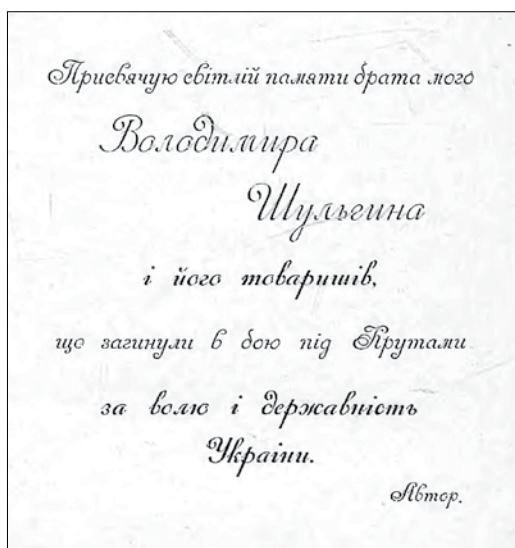 Присвячую світлій памяти брата мого
Володимира
Шульгина
і його товаришів,
що загинули в бою під Крутами
за волю і державність
України.
Автор.